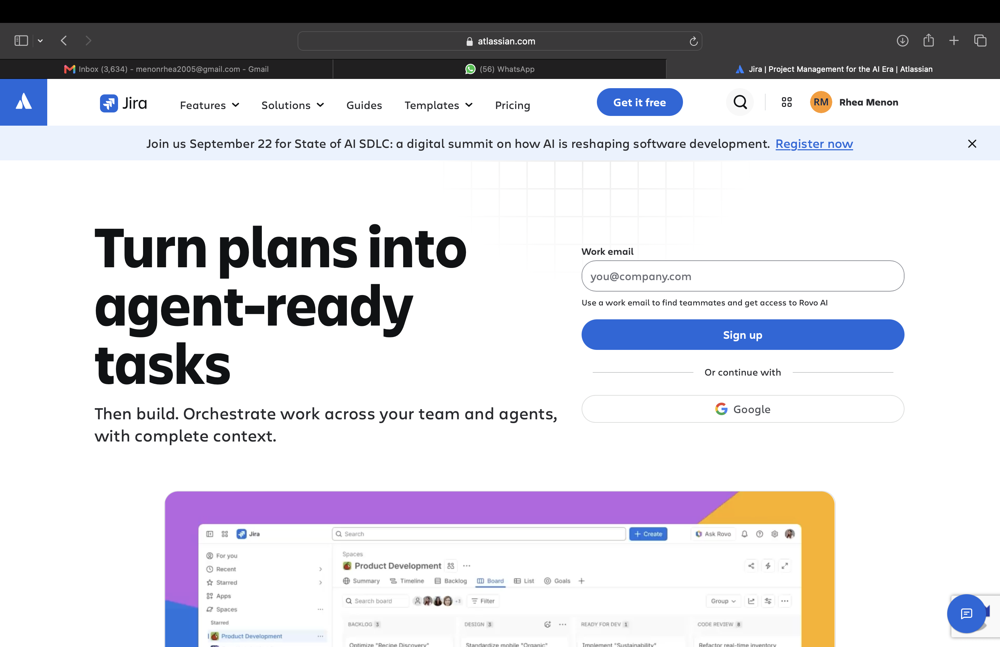 atlassian.com
Inbox (3,634) - menonrhea2005@gmail.com - Gmail
(56) WhatsApp
Jira | Project Management for the AI Era | Atlassian
Jira
Features
Solutions
Guides
Templates
Pricing
Get it free
RM
Rhea Menon
Join us September 22 for State of AI SDLC: a digital summit on how AI is reshaping software development. Register now
Turn plans into
agent-ready
tasks
Then build. Orchestrate work across your team and agents,
with complete context.
Work email
you@company.com
Use a work email to find teammates and get access to Rovo AI
Sign up
Or continue with
Google
Jira
Search
+ Create
Ask Rovo
For you
Recent
Starred
Apps
Spaces
Starred
Product Development
Spaces
Product Development
Summary
Timeline
Backlog
Board
List
Goals
Search board
+3
Filter
Group
BACKLOG 3
DESIGN 3
READY FOR DEV 1
CODE REVIEW 8
Optimize "Recipe Discovery"
Standardize mobile "Organic"
Implement "Sustainability"
Refactor real-time inventory